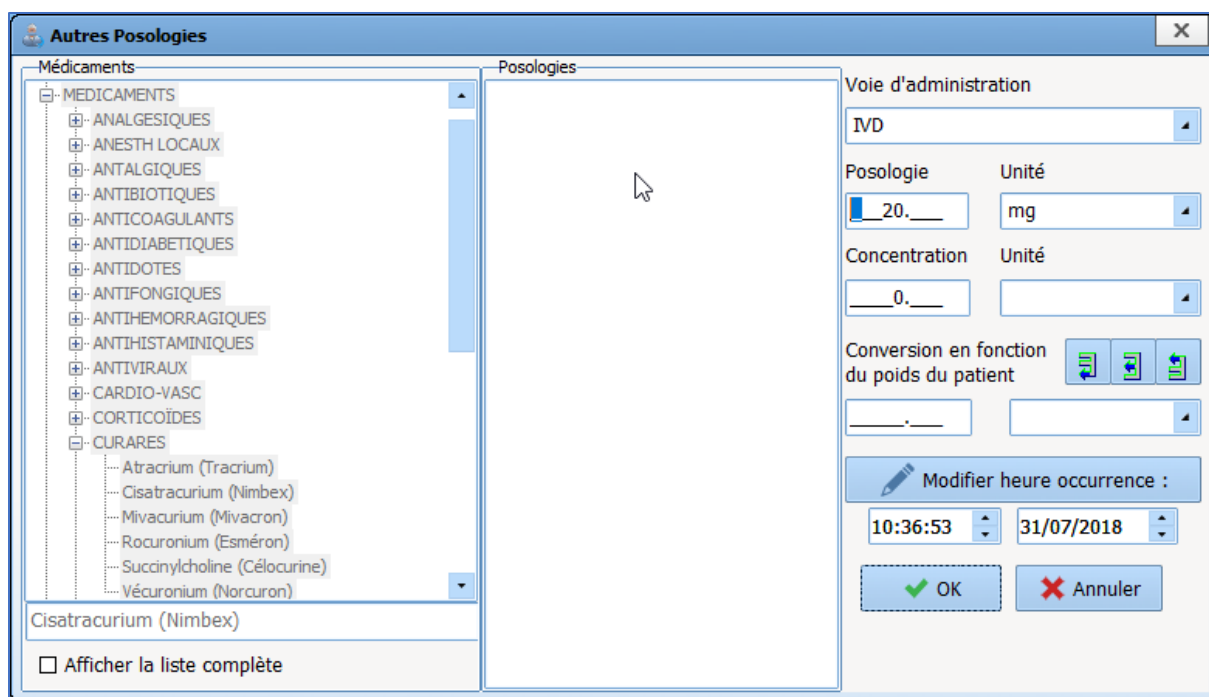 Autres Posologies
Médicaments
MEDICAMENTS
ANALGESIQUES
ANESTH LOCAUX
ANTALGIQUES
ANTIBIOTIQUES
ANTICOAGULANTS
ANTIDIABETIQUES
ANTIDOTES
ANTIFONGIQUES
ANTIHEMORRAGIQUES
ANTIHISTAMINIQUES
ANTIVIRAUX
CARDIO-VASC
CORTICOÏDES
CURARES
Atracrium (Tracrium)
Cisatracurium (Nimbex)
Mivacurium (Mivacron)
Rocuronium (Esméron)
Succinylcholine (Célocurine)
Vécuronium (Norcuron)
Cisatracurium (Nimbex)
Afficher la liste complète
Posologies
Voie d'administration
IVD
Posologie Unité
___20.___ mg
Concentration Unité
____0.___
Conversion en fonction
du poids du patient
_____.___
Modifier heure occurrence :
10:36:53 31/07/2018
OK Annuler